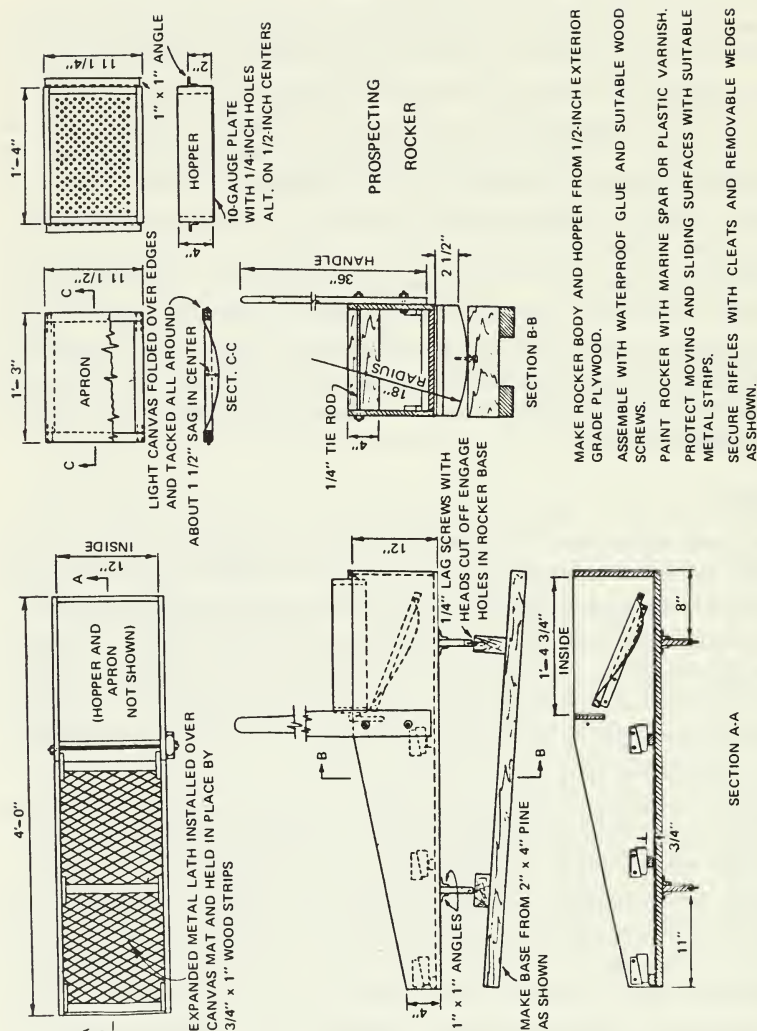 4'–0"
A
A
12"
INSIDE
(HOPPER AND
APRON
NOT SHOWN)
EXPANDED METAL LATH INSTALLED OVER
CANVAS MAT AND HELD IN PLACE BY
3/4" x 1" WOOD STRIPS
1'–3"
C
C
11 1/2"
APRON
LIGHT CANVAS FOLDED OVER EDGES
AND TACKED ALL AROUND
ABOUT 1 1/2" SAG IN CENTER
SECT. C-C
1'–4"
11 1/4"
1" x 1" ANGLE
2"
4"
HOPPER
10-GAUGE PLATE
WITH 1/4-INCH HOLES
ALT. ON 1/2-INCH CENTERS
B
B
12"
4"
1" x 1" ANGLES
1/4" LAG SCREWS WITH
HEADS CUT OFF ENGAGE
HOLES IN ROCKER BASE
MAKE BASE FROM 2" x 4" PINE
AS SHOWN
1/4" TIE ROD
4"
18"
RADIUS
36"
HANDLE
2 1/2"
SECTION B-B
PROSPECTING
ROCKER
1'–4 3/4"
INSIDE
3/4"
11"
8"
SECTION A-A
MAKE ROCKER BODY AND HOPPER FROM 1/2-INCH EXTERIOR
GRADE PLYWOOD.
ASSEMBLE WITH WATERPROOF GLUE AND SUITABLE WOOD
SCREWS.
PAINT ROCKER WITH MARINE SPAR OR PLASTIC VARNISH.
PROTECT MOVING AND SLIDING SURFACES WITH SUITABLE
METAL STRIPS.
SECURE RIFFLES WITH CLEATS AND REMOVABLE WEDGES
AS SHOWN.